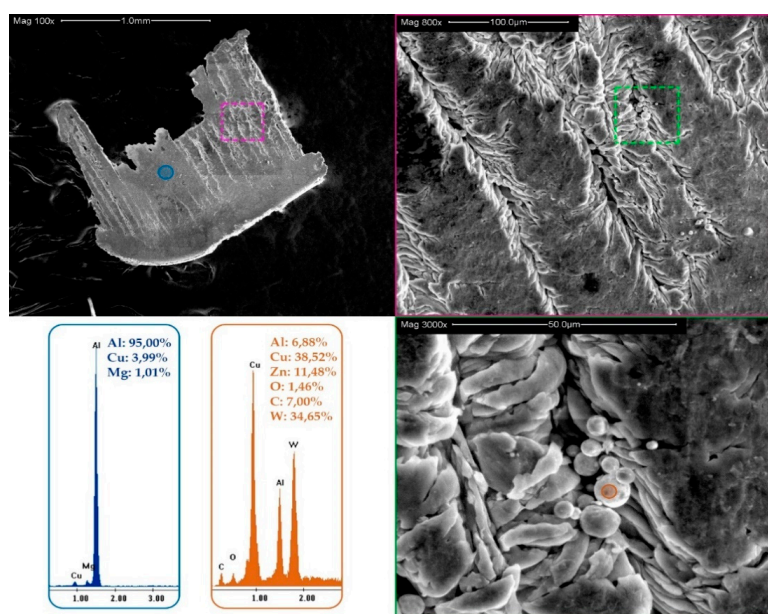 Mag 100x 1.0mm
Mag 800x 100.0µm
Al
Al: 95,00%
Cu: 3,99%
Mg: 1,01%
Cu
Mg
1.00 2.00 3.00
Al: 6,88%
Cu: 38,52%
Zn: 11,48%
O: 1,46%
C: 7,00%
W: 34,65%
Cu
W
Al
O
C
1.00 2.00
Mag 3000x 50.0µm